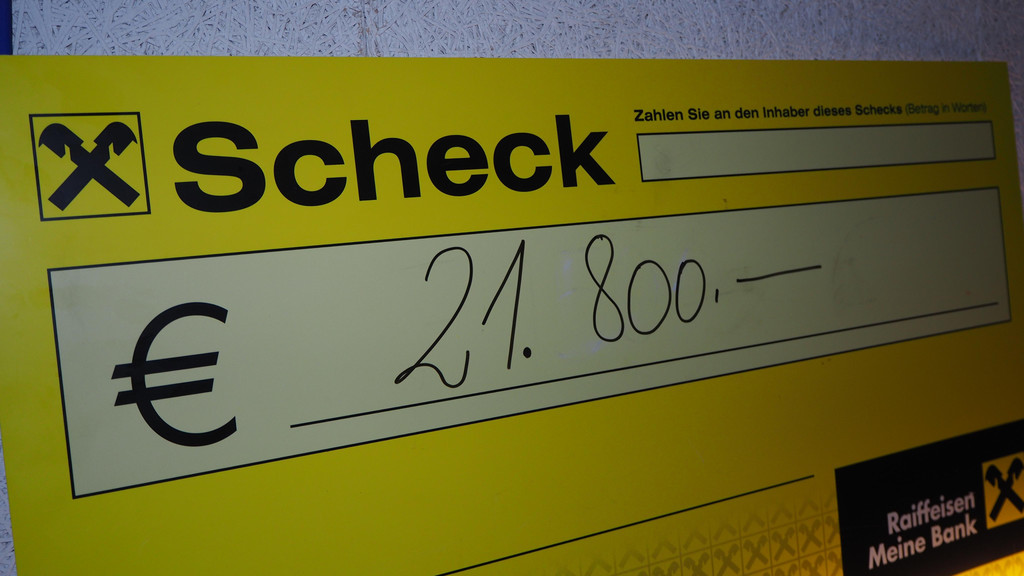 Scheck
Zahlen Sie an den Inhaber dieses Schecks (Betrag in Worten)
€ 21.800.—
Raiffeisen
Meine Bank